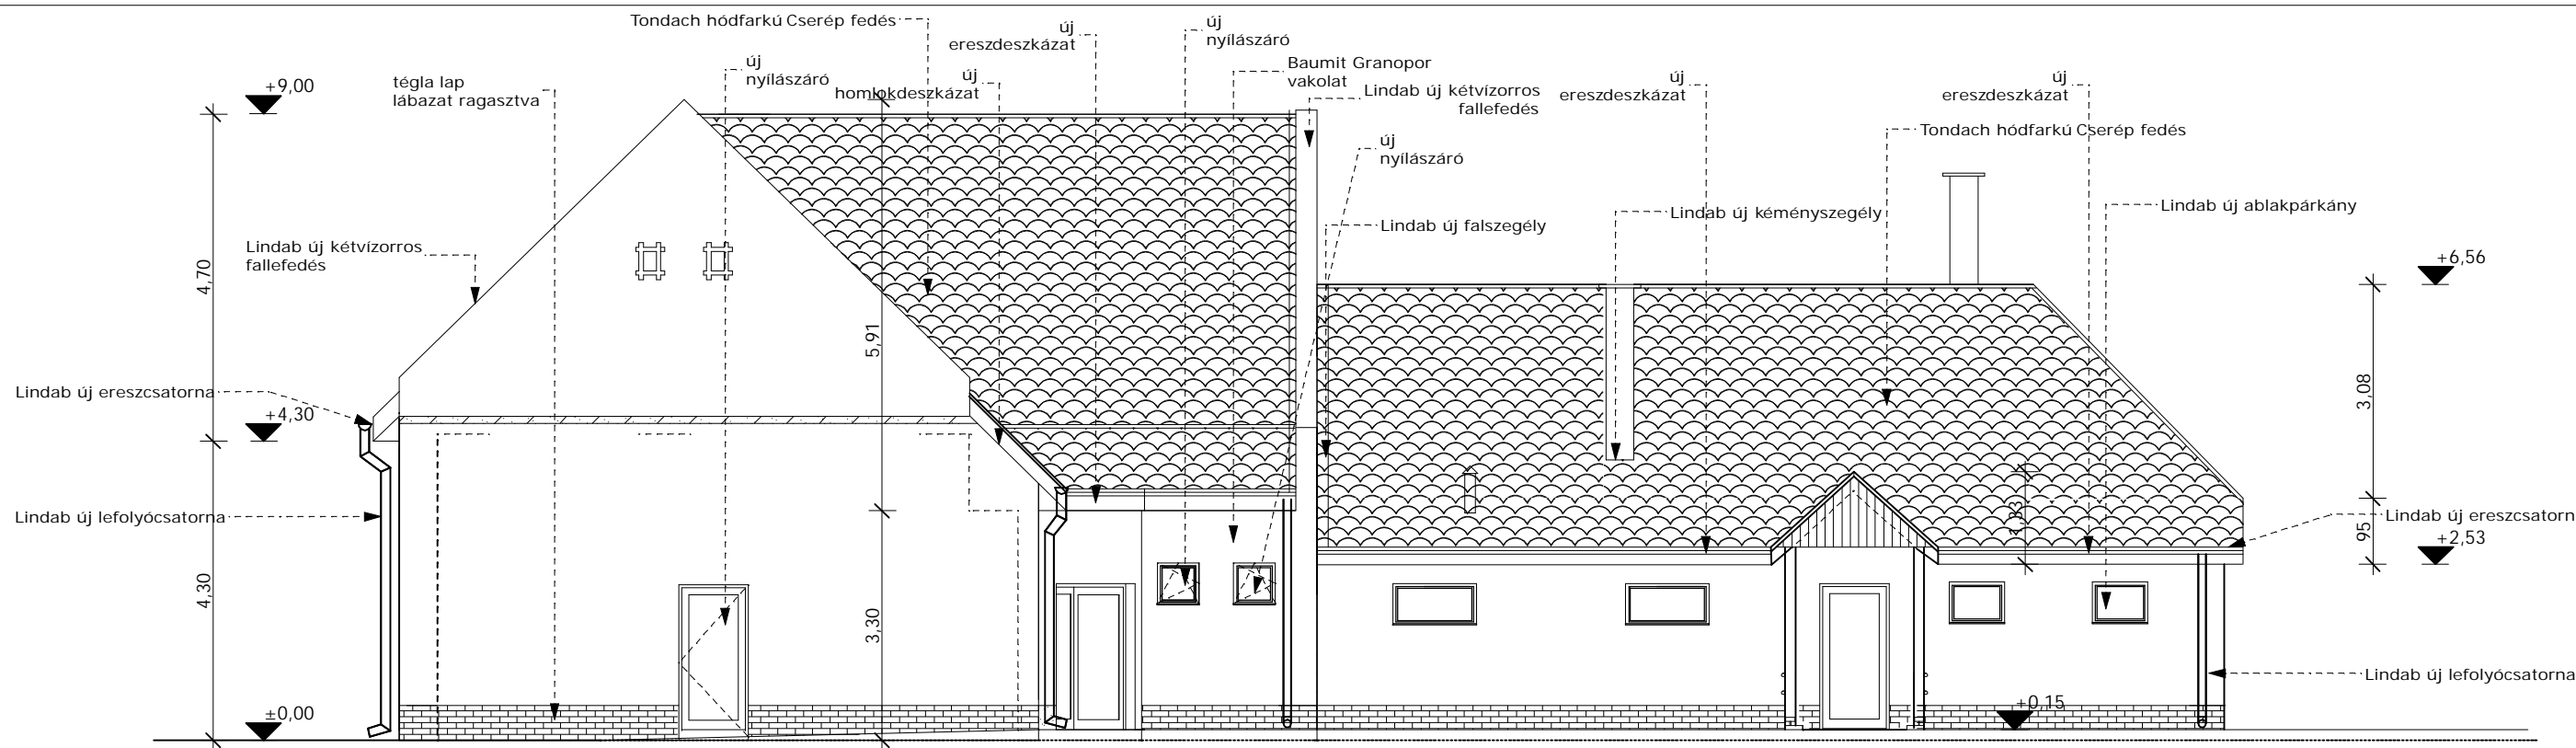 Tondach hódfarkú Cserép fedés
új
ereszdeszkázat
új
nyílászáró
új
nyílászáró
új
homlokdeszkázat
Baumit Granopor
vakolat
Lindab új kétvízorros
fallefedés
új
ereszdeszkázat
új
ereszdeszkázat
tégla lap
lábazat ragasztva
+9,00
Tondach hódfarkú Cserép fedés
új
nyílászáró
Lindab új ablakpárkány
Lindab új kéményszegély
Lindab új falszegély
Lindab új kétvízorros
fallefedés
+6,56
4,70
5,91
3,08
Lindab új ereszcsatorna
+4,30
Lindab új lefolyócsatorna
1,33
95
Lindab új ereszcsatorn
+2,53
4,30
3,30
Lindab új lefolyócsatorna
±0,00
+0,15